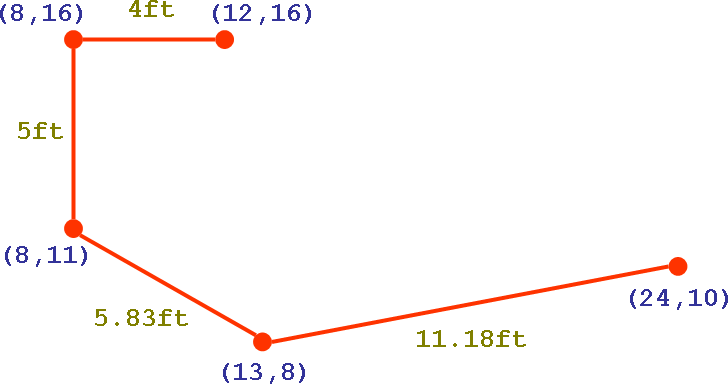 4ft
(8,16)
(12,16)
5ft
(8,11)
5.83ft
(24,10)
11.18ft
(13,8)